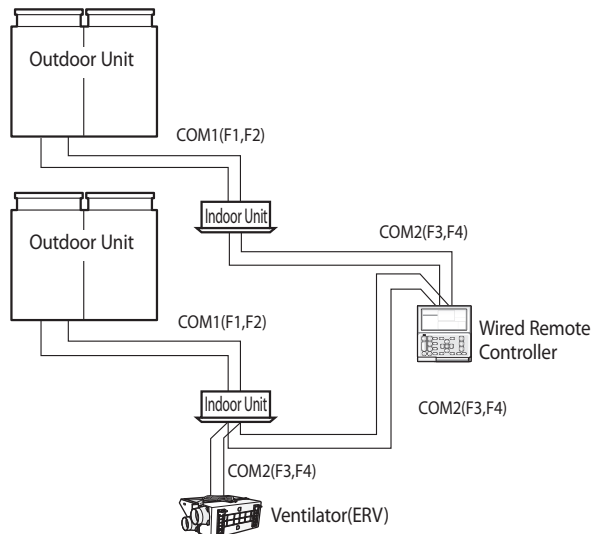 Outdoor Unit
COM1(F1,F2)
Indoor Unit
COM2(F3,F4)
Outdoor Unit
COM1(F1,F2)
Wired Remote
Controller
Indoor Unit
COM2(F3,F4)
COM2(F3,F4)
Ventilator(ERV)